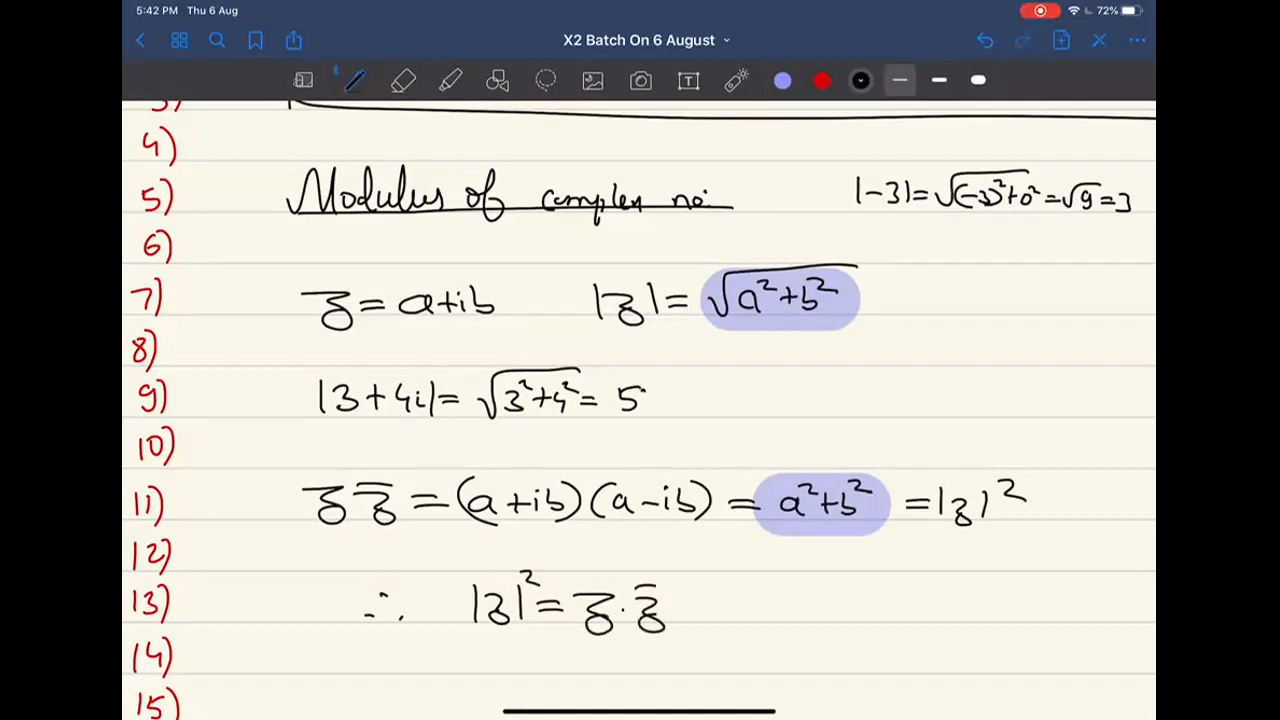 5:42 PM Thu 6 Aug
72%
X2 Batch On 6 August
T
3)
4)
5) Modulus of complex no: |-3|=√(-3)²+0²=√9=3
6)
7) z=a+ib |z|=√a²+b²
8)
9) |3+4i|=√3²+4²=5
10)
11) z z̄=(a+ib)(a-ib)=a²+b²=|z|²
12)
13) ∴ |z|²=z·z̄
14)
15)